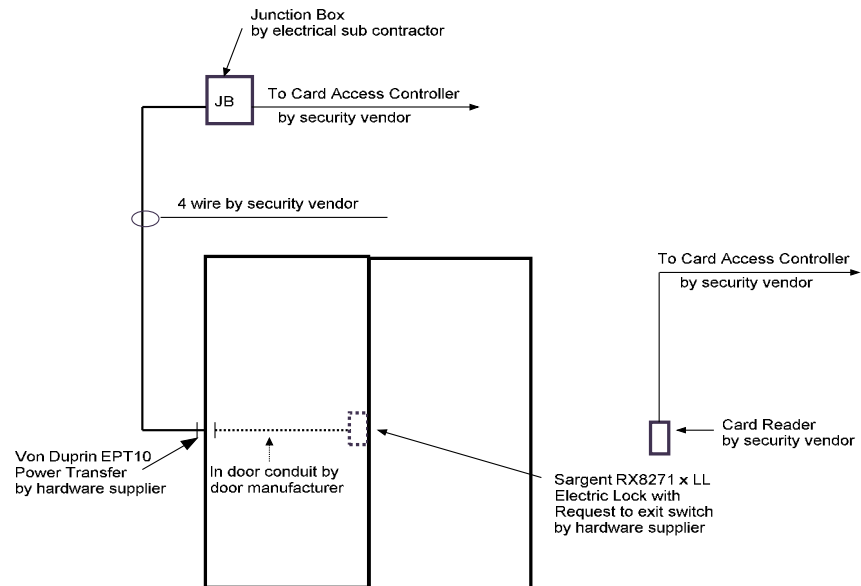 Junction Box
by electrical sub contractor
JB
To Card Access Controller
by security vendor
4 wire by security vendor
To Card Access Controller
by security vendor
Card Reader
by security vendor
Von Duprin EPT10
Power Transfer
by hardware supplier
In door conduit by
door manufacturer
Sargent RX8271 x LL
Electric Lock with
Request to exit switch
by hardware supplier